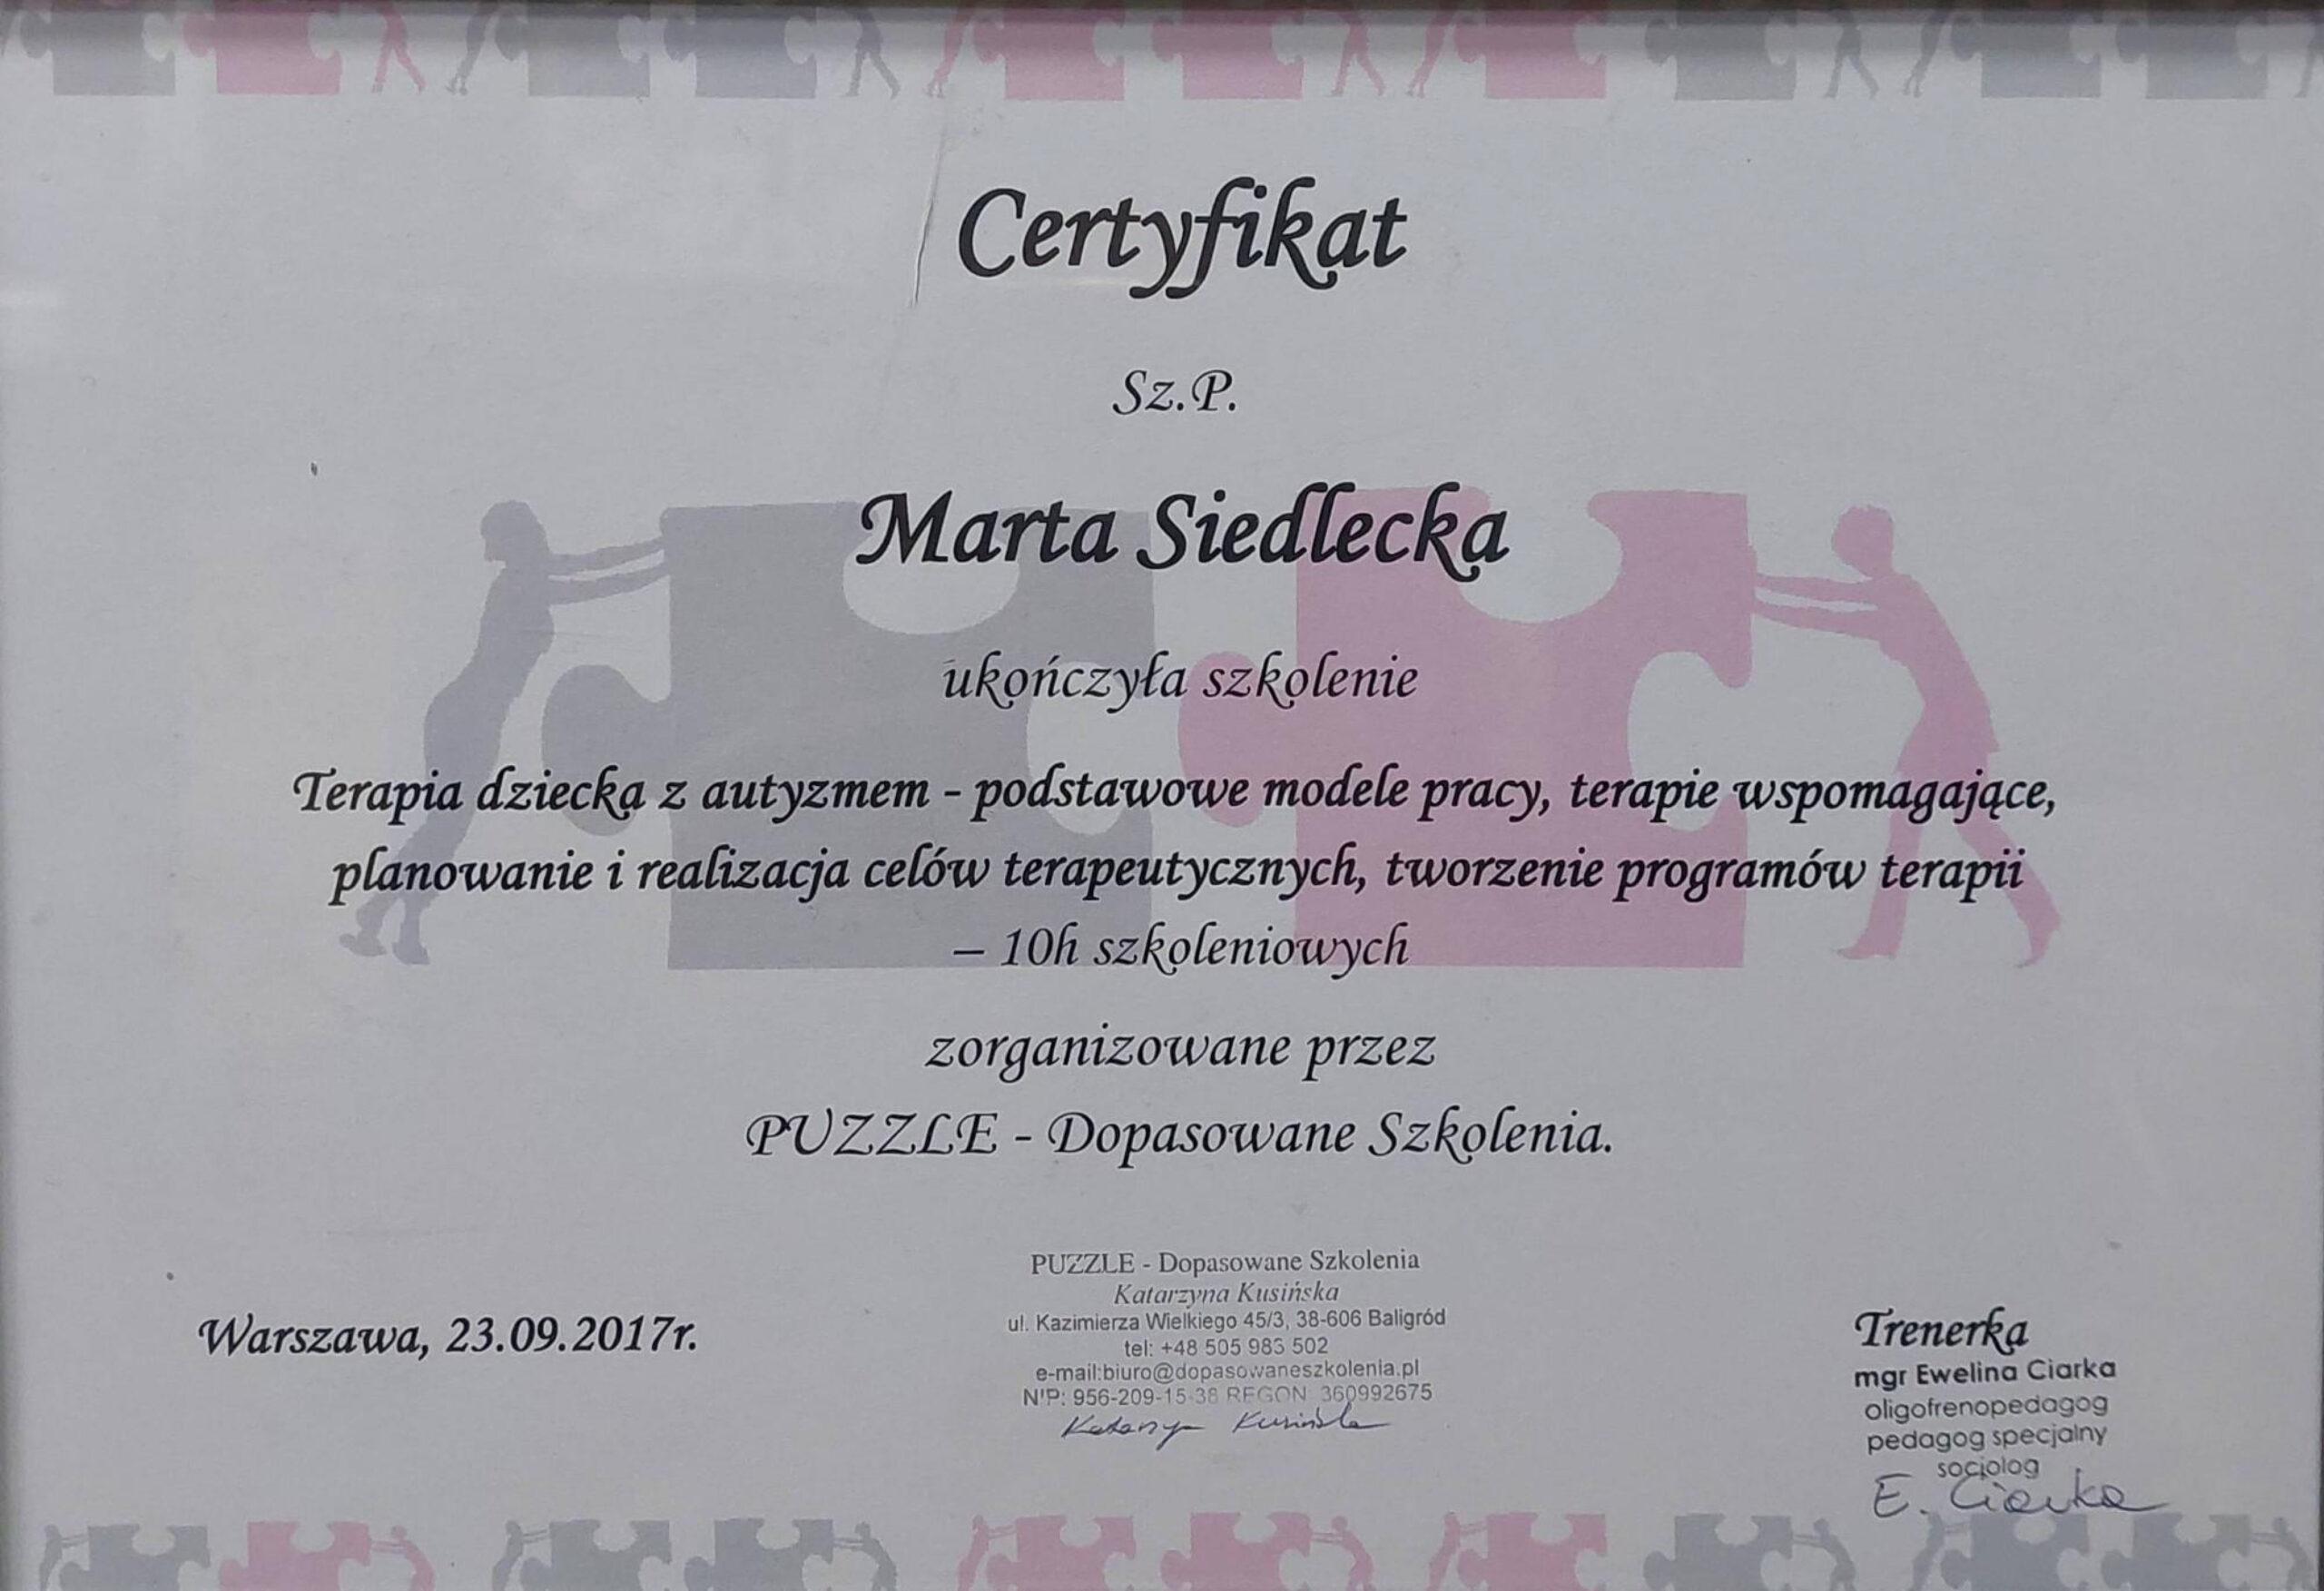 Certyfikat
Sz.P.
Marta Siedlecka
ukończyła szkolenie
Terapia dziecka z autyzmem - podstawowe modele pracy, terapie wspomagające,
planowanie i realizacja celów terapeutycznych, tworzenie programów terapii
– 10h szkoleniowych
zorganizowane przez
PUZZLE - Dopasowane Szkolenia.
PUZZLE - Dopasowane Szkolenia
Katarzyna Kusińska
ul. Kazimierza Wielkiego 45/3, 38-606 Baligród
tel: +48 505 983 502
e-mail:biuro@dopasowaneszkolenia.pl
NIP: 956-209-15-38 REGON 360992675
Katarzyna Kusińska
Warszawa, 23.09.2017r.
Trenerka
mgr Ewelina Ciarka
oligofrenopedagog
pedagog specjalny
socjolog
E. Ciarka